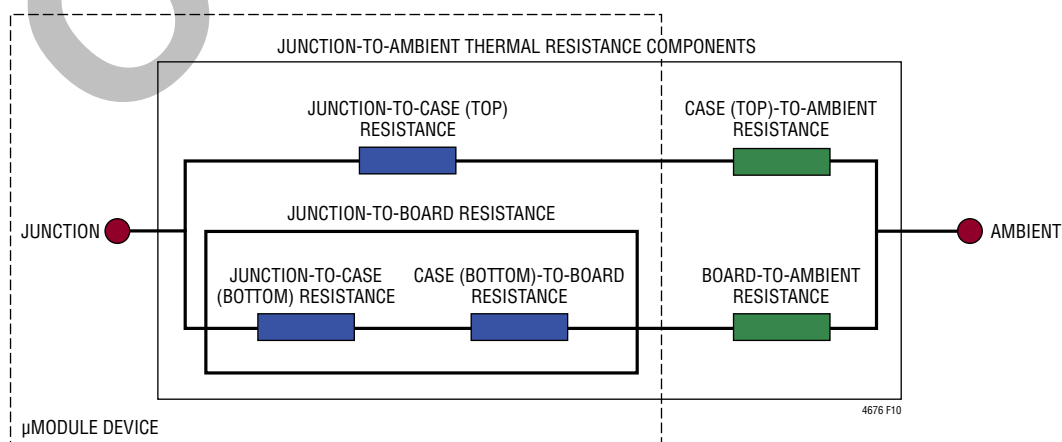 JUNCTION-TO-AMBIENT THERMAL RESISTANCE COMPONENTS
JUNCTION-TO-CASE (TOP)
RESISTANCE
CASE (TOP)-TO-AMBIENT
RESISTANCE
JUNCTION
JUNCTION-TO-BOARD RESISTANCE
AMBIENT
JUNCTION-TO-CASE
(BOTTOM) RESISTANCE
CASE (BOTTOM)-TO-BOARD
RESISTANCE
BOARD-TO-AMBIENT
RESISTANCE
4676 F10
µMODULE DEVICE